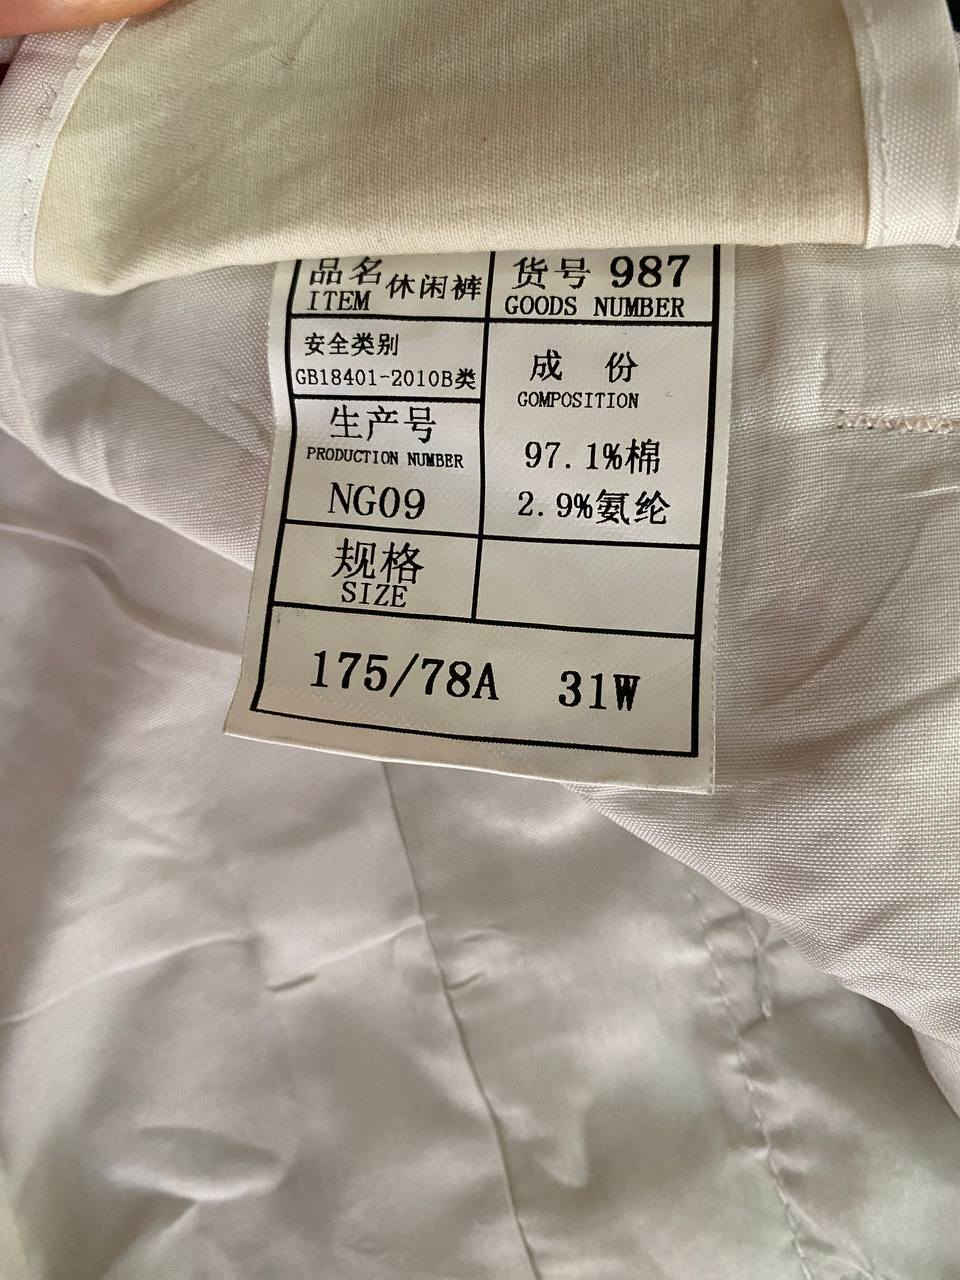 品名 休闲裤
ITEM
货号 987
GOODS NUMBER
安全类别
GB18401-2010B类
成 份
GOMPOSITION
97.1%棉
2.9%氨纶
生产号
PRODUCTION NUMBER
NG09
规格
SIZE
175/78A 31W